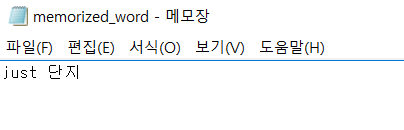 memorized_word - 메모장
파일(F) 편집(E) 서식(O) 보기(V) 도움말(H)
just 단지